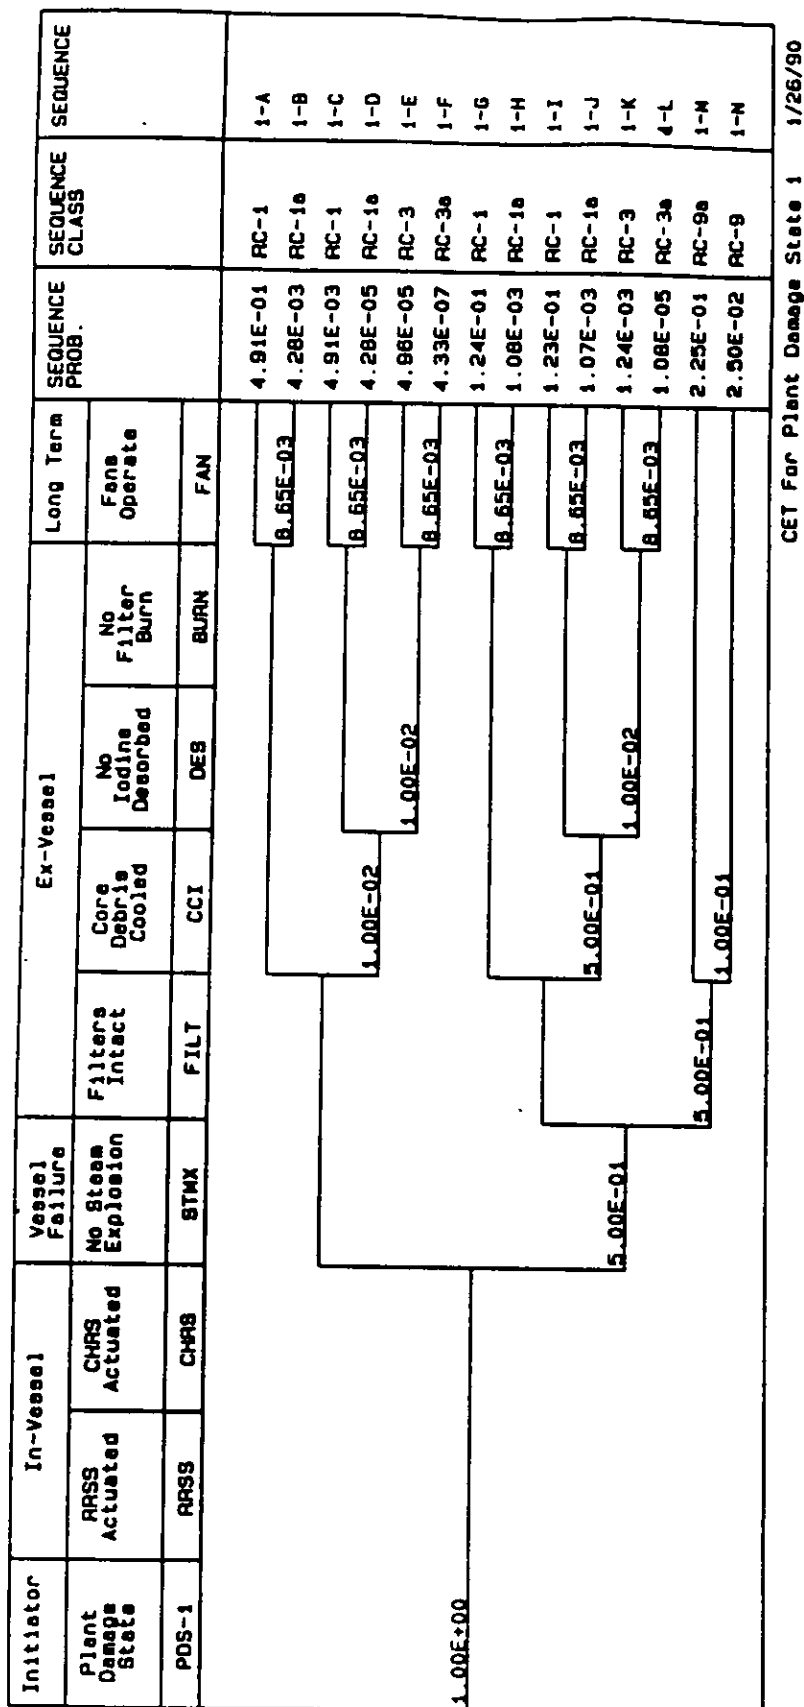 Initiator
In-Vessel
Vessel Failure
Ex-Vessel
Long Term
SEQUENCE PROB.
SEQUENCE CLASS
SEQUENCE
Plant Damage State
RRSS Actuated
CHRS Actuated
No Steam Explosion
Filters Intact
Core Debris Cooled
No Iodine Desorbed
No Filter Burn
Fans Operate
PDS-1
RRSS
CHRS
STMX
FILT
CCI
DES
BURN
FAN
1.00E+00
5.00E-01
5.00E-01
1.00E-02
5.00E-01
1.00E-01
1.00E-02
1.00E-02
8.65E-03
8.65E-03
8.65E-03
8.65E-03
8.65E-03
8.65E-03
4.91E-01 RC-1 1-A
4.28E-03 RC-1a 1-B
4.91E-03 RC-1 1-C
4.28E-05 RC-1a 1-D
4.96E-05 RC-3 1-E
4.33E-07 RC-3a 1-F
1.24E-01 RC-1 1-G
1.08E-03 RC-1a 1-H
1.23E-01 RC-1 1-I
1.07E-03 RC-1a 1-J
1.24E-03 RC-3 1-K
1.08E-05 RC-3a 1-L
2.25E-01 RC-9a 1-M
2.50E-02 RC-9 1-N
CET For Plant Damage State 1 1/26/90